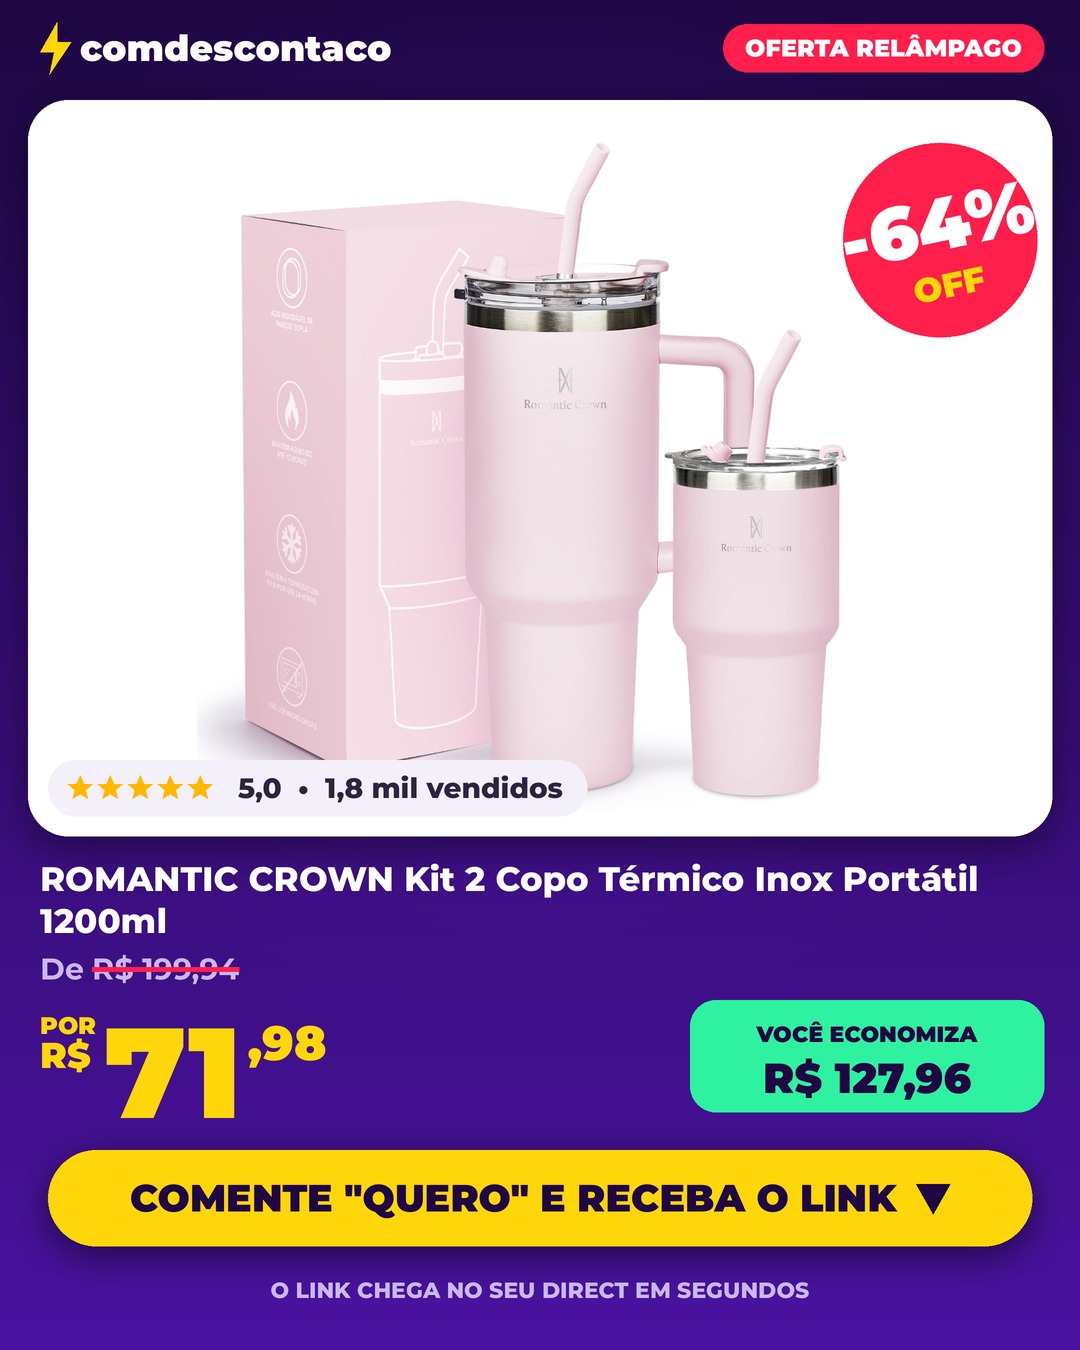 comdescontaco
OFERTA RELÂMPAGO
-64%
OFF
Romantic Crown
Romantic Crown
Romantic Crown
5,0 • 1,8 mil vendidos
ROMANTIC CROWN Kit 2 Copo Térmico Inox Portátil
1200ml
De R$ 199,94
POR
R$ 71,98
VOCÊ ECONOMIZA
R$ 127,96
COMENTE "QUERO" E RECEBA O LINK ▼
O LINK CHEGA NO SEU DIRECT EM SEGUNDOS